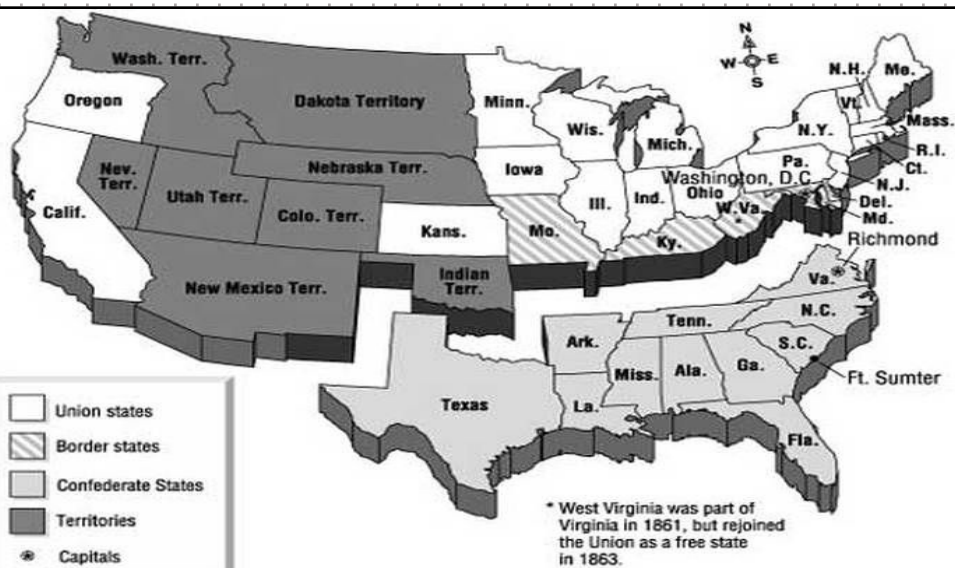 N
W E
S
Wash. Terr.
Oregon
Dakota Territory
Minn.
Wis.
Mich.
N.H.
Me.
Vt.
Mass.
N.Y.
R.I.
Ct.
Nev.
Terr.
Nebraska Terr.
Iowa
Pa.
Washington, D.C.
N.J.
Calif.
Utah Terr.
Colo. Terr.
Kans.
Mo.
Ill.
Ind.
Ohio
W.Va.
*
Ky.
Del.
Md.
Richmond
New Mexico Terr.
Indian
Terr.
Va.
N.C.
Tenn.
Ark.
S.C.
Ft. Sumter
Texas
La.
Miss.
Ala.
Ga.
Fla.
Union states
Border states
Confederate States
Territories
Capitals
* West Virginia was part of
Virginia in 1861, but rejoined
the Union as a free state
in 1863.